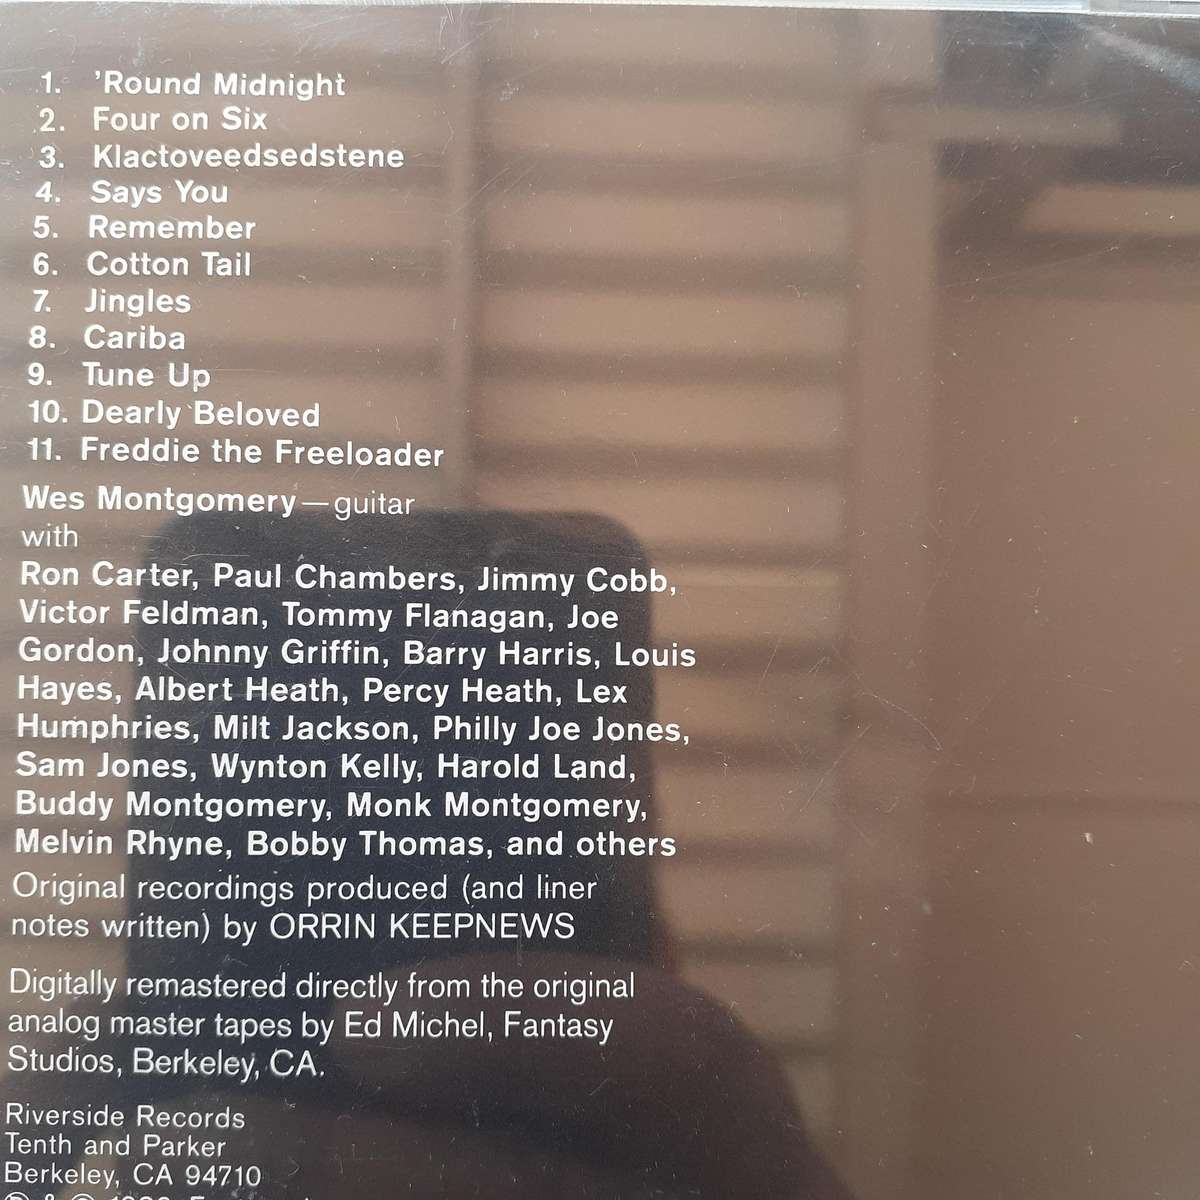 1. 'Round Midnight
2. Four on Six
3. Klactoveedsedstene
4. Says You
5. Remember
6. Cotton Tail
7. Jingles
8. Cariba
9. Tune Up
10. Dearly Beloved
11. Freddie the Freeloader
Wes Montgomery—guitar
with
Ron Carter, Paul Chambers, Jimmy Cobb,
Victor Feldman, Tommy Flanagan, Joe
Gordon, Johnny Griffin, Barry Harris, Louis
Hayes, Albert Heath, Percy Heath, Lex
Humphries, Milt Jackson, Philly Joe Jones,
Sam Jones, Wynton Kelly, Harold Land,
Buddy Montgomery, Monk Montgomery,
Melvin Rhyne, Bobby Thomas, and others
Original recordings produced (and liner
notes written) by ORRIN KEEPNEWS
Digitally remastered directly from the original
analog master tapes by Ed Michel, Fantasy
Studios, Berkeley, CA.
Riverside Records
Tenth and Parker
Berkeley, CA 94710